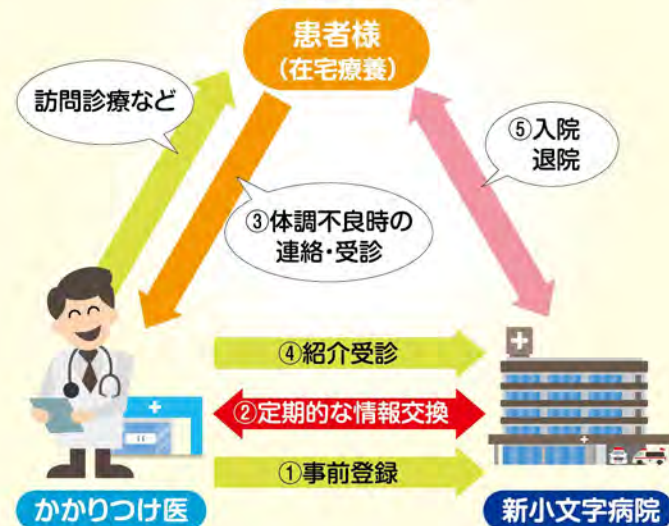 患者様
（在宅療養）
訪問診療など
⑤入院
退院
③体調不良時の
連絡・受診
④紹介受診
②定期的な情報交換
①事前登録
かかりつけ医
新小文字病院